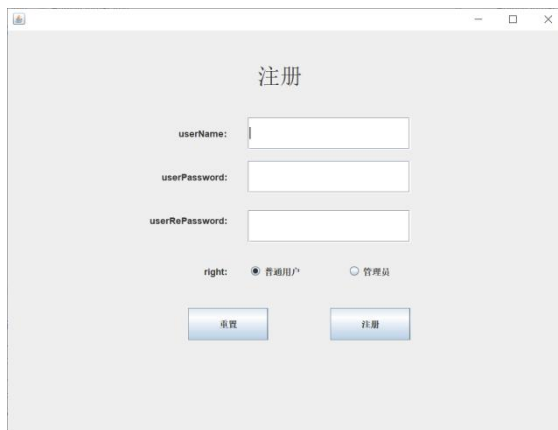 注册
userName:
userPassword:
userRePassword:
right: 普通用户 管理员
重置 注册